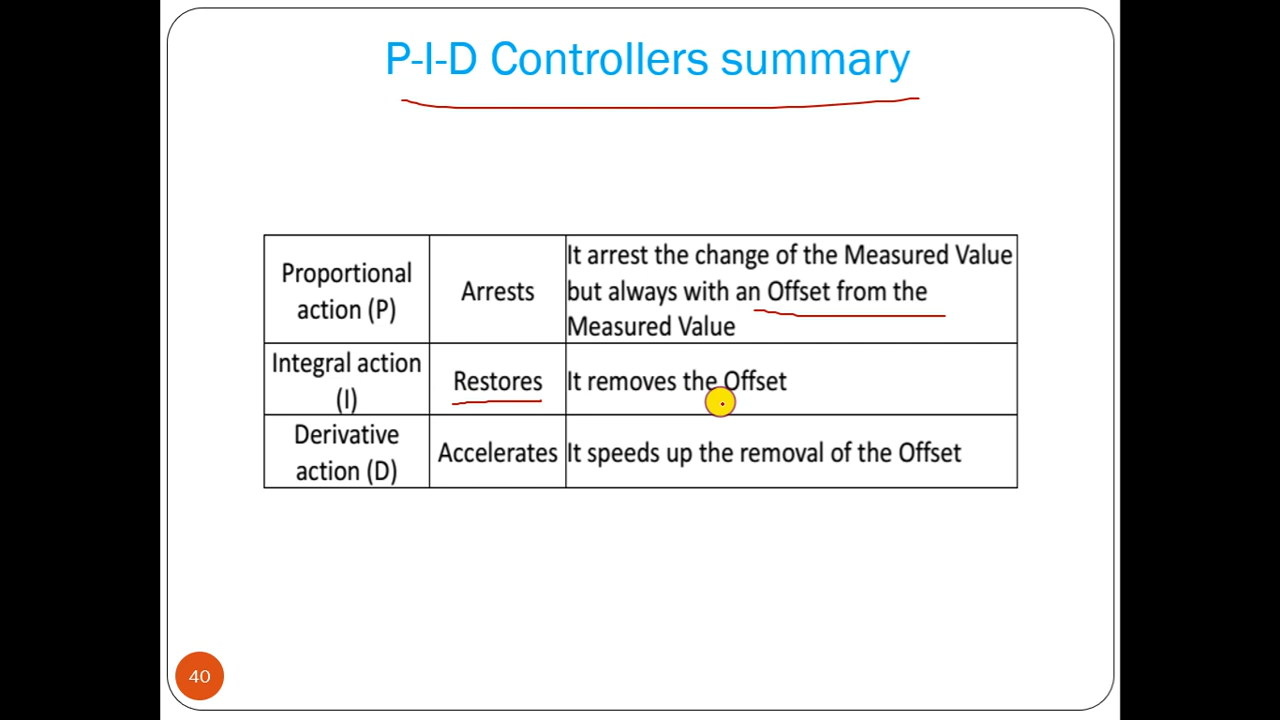 P-I-D Controllers summary
Proportional
action (P)
Arrests
It arrest the change of the Measured Value
but always with an Offset from the
Measured Value
Integral action
(I)
Restores
It removes the Offset
Derivative
action (D)
Accelerates
It speeds up the removal of the Offset
40